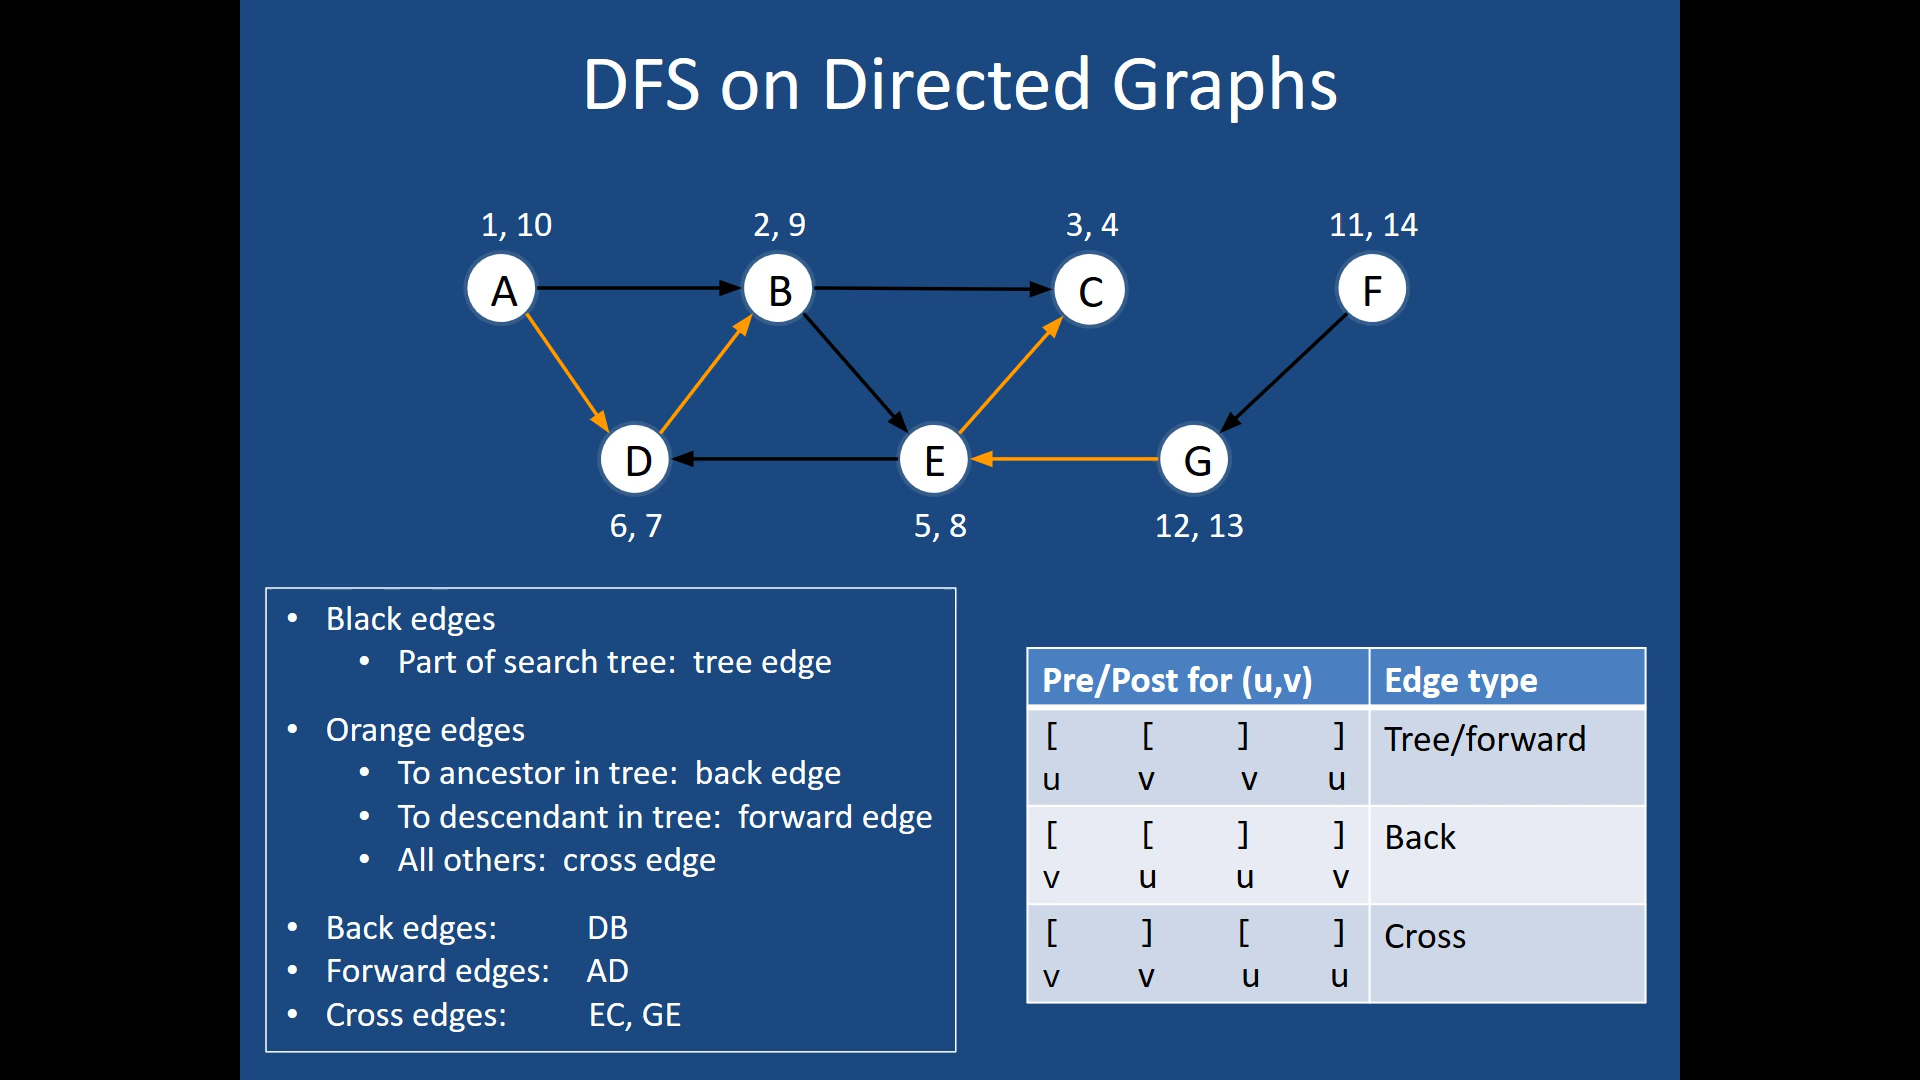 DFS on Directed Graphs
1, 10 2, 9 3, 4 11, 14
A B C F
D E G
6, 7 5, 8 12, 13
• Black edges
• Part of search tree: tree edge
• Orange edges
• To ancestor in tree: back edge
• To descendant in tree: forward edge
• All others: cross edge
• Back edges: DB
• Forward edges: AD
• Cross edges: EC, GE
Pre/Post for (u,v) Edge type
[ [ ] ] Tree/forward
u v v u
[ [ ] ] Back
v u u v
[ ] [ ] Cross
v v u u